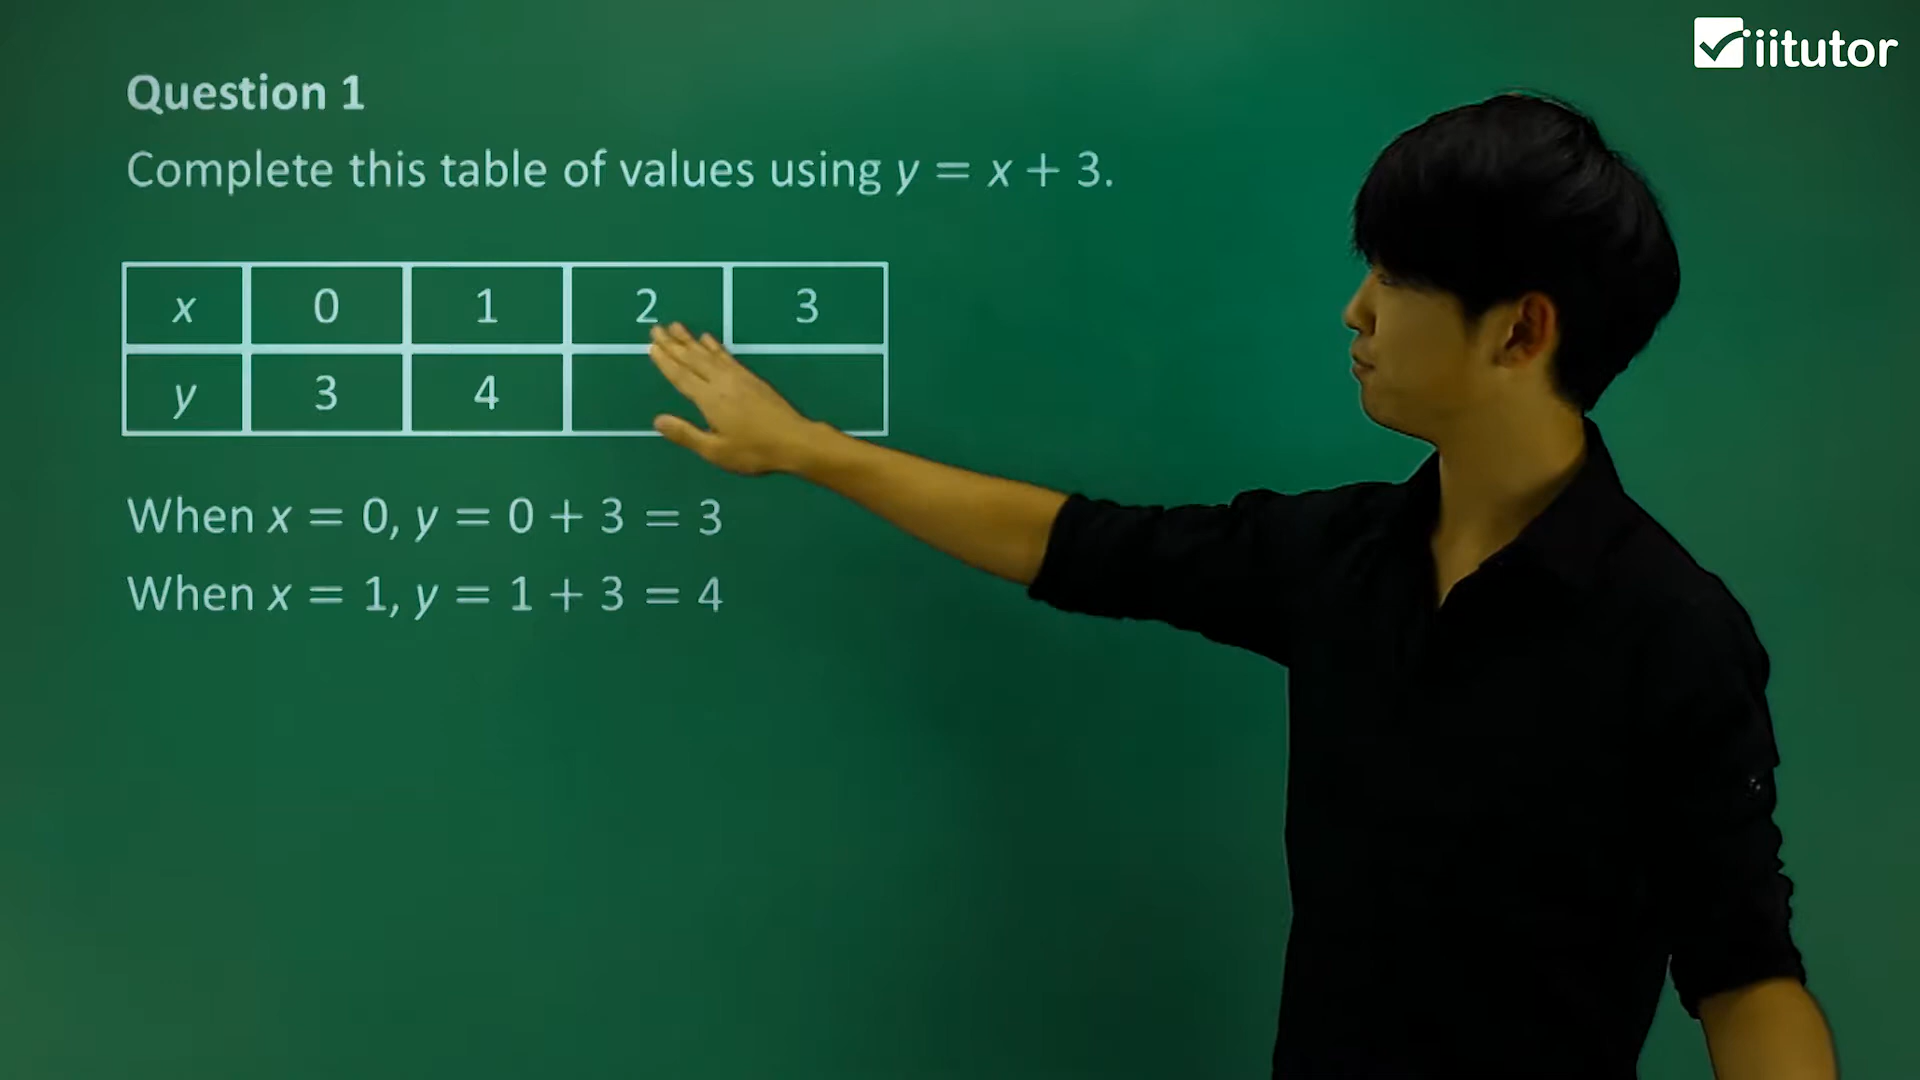 iitutor
Question 1
Complete this table of values using y = x + 3.
x 0 1 2 3
y 3 4
When x = 0, y = 0 + 3 = 3
When x = 1, y = 1 + 3 = 4